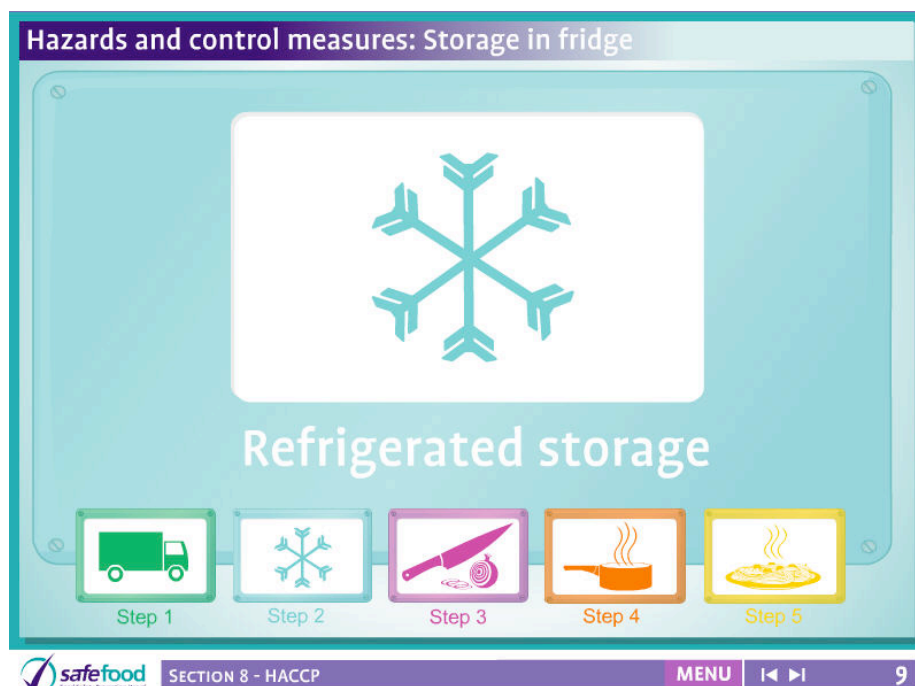 Hazards and control measures: Storage in fridge
Refrigerated storage
Step 1 Step 2 Step 3 Step 4 Step 5
safefood SECTION 8 - HACCP MENU 9